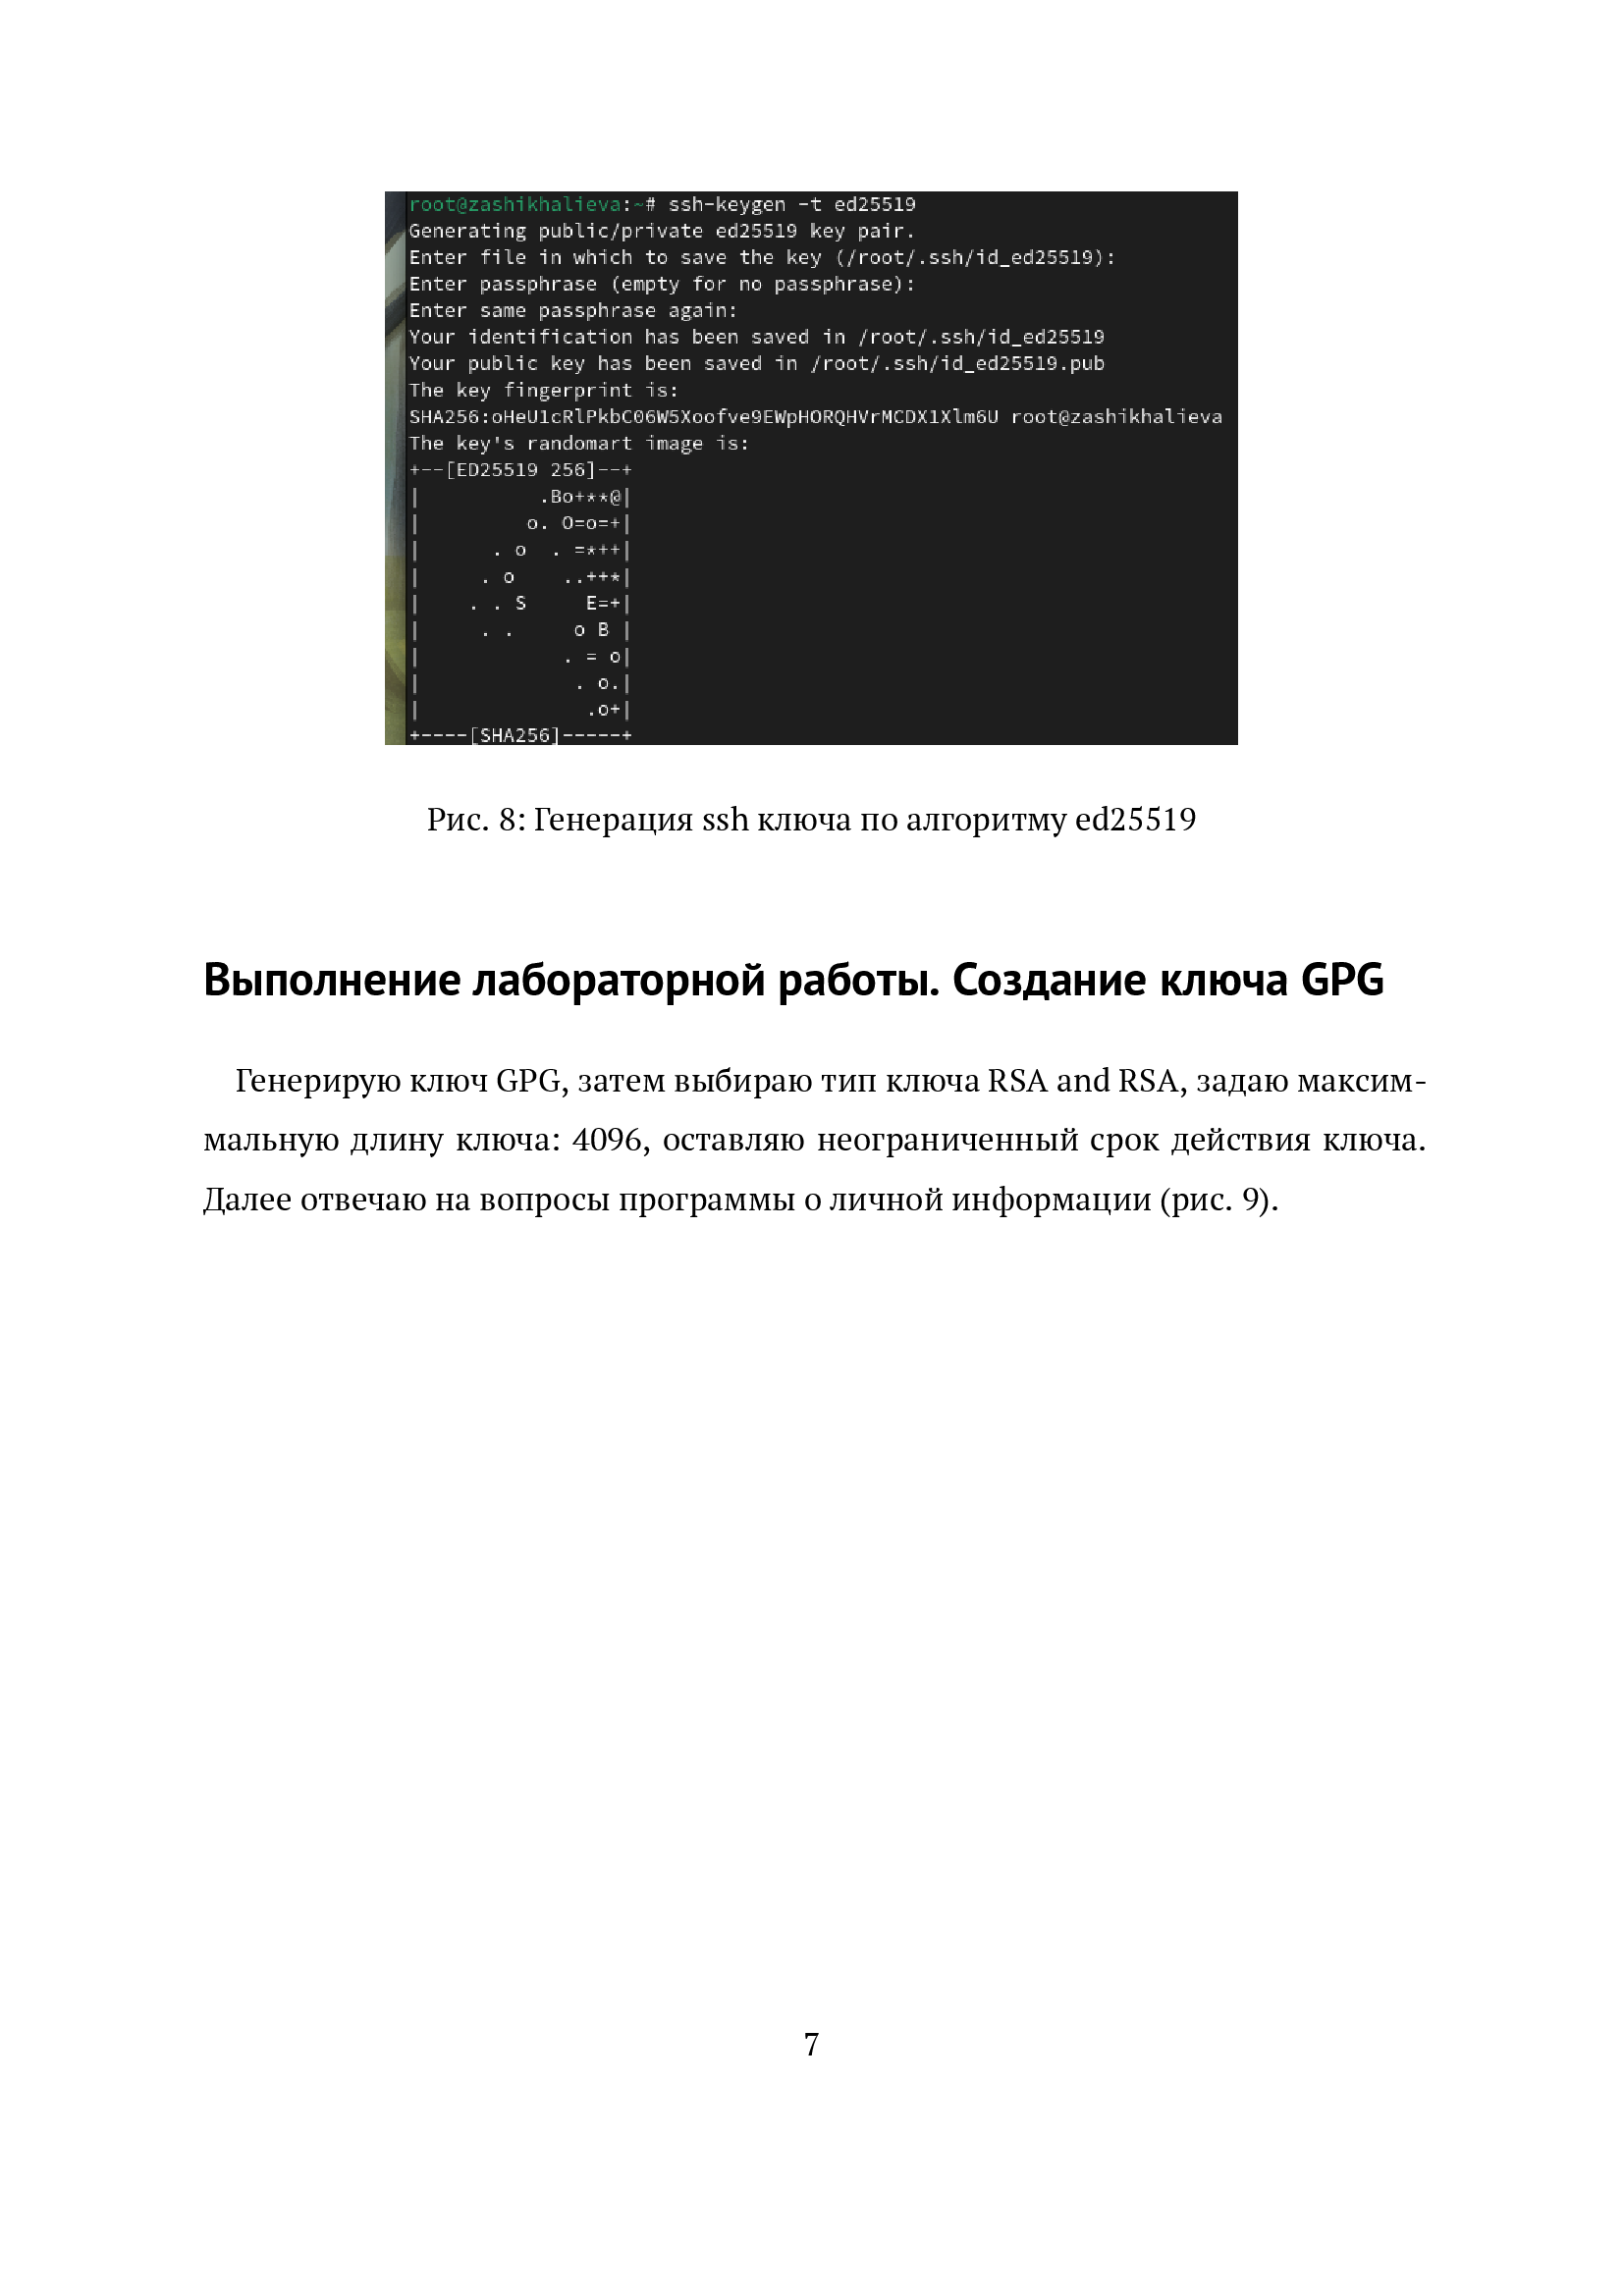 root@zashikhalieva:~# ssh-keygen -t ed25519
Generating public/private ed25519 key pair.
Enter file in which to save the key (/root/.ssh/id_ed25519):
Enter passphrase (empty for no passphrase):
Enter same passphrase again:
Your identification has been saved in /root/.ssh/id_ed25519
Your public key has been saved in /root/.ssh/id_ed25519.pub
The key fingerprint is:
SHA256:oHeU1cRlPkbC06W5Xoofve9EWpHORQHVrMCDX1Xlm6U root@zashikhalieva
The key's randomart image is:
+--[ED25519 256]--+
|          .Bo+**@|
|         o. O=o=+|
|      . o  . =*++|
|     . o    ..++*|
|    . . S     E=+|
|     . .     o B |
|            . = o|
|             . o.|
|              .o+|
+----[SHA256]-----+
Рис. 8: Генерация ssh ключа по алгоритму ed25519
Выполнение лабораторной работы. Создание ключа GPG
Генерирую ключ GPG, затем выбираю тип ключа RSA and RSA, задаю максим-
мальную длину ключа: 4096, оставляю неограниченный срок действия ключа.
Далее отвечаю на вопросы программы о личной информации (рис. 9).
7